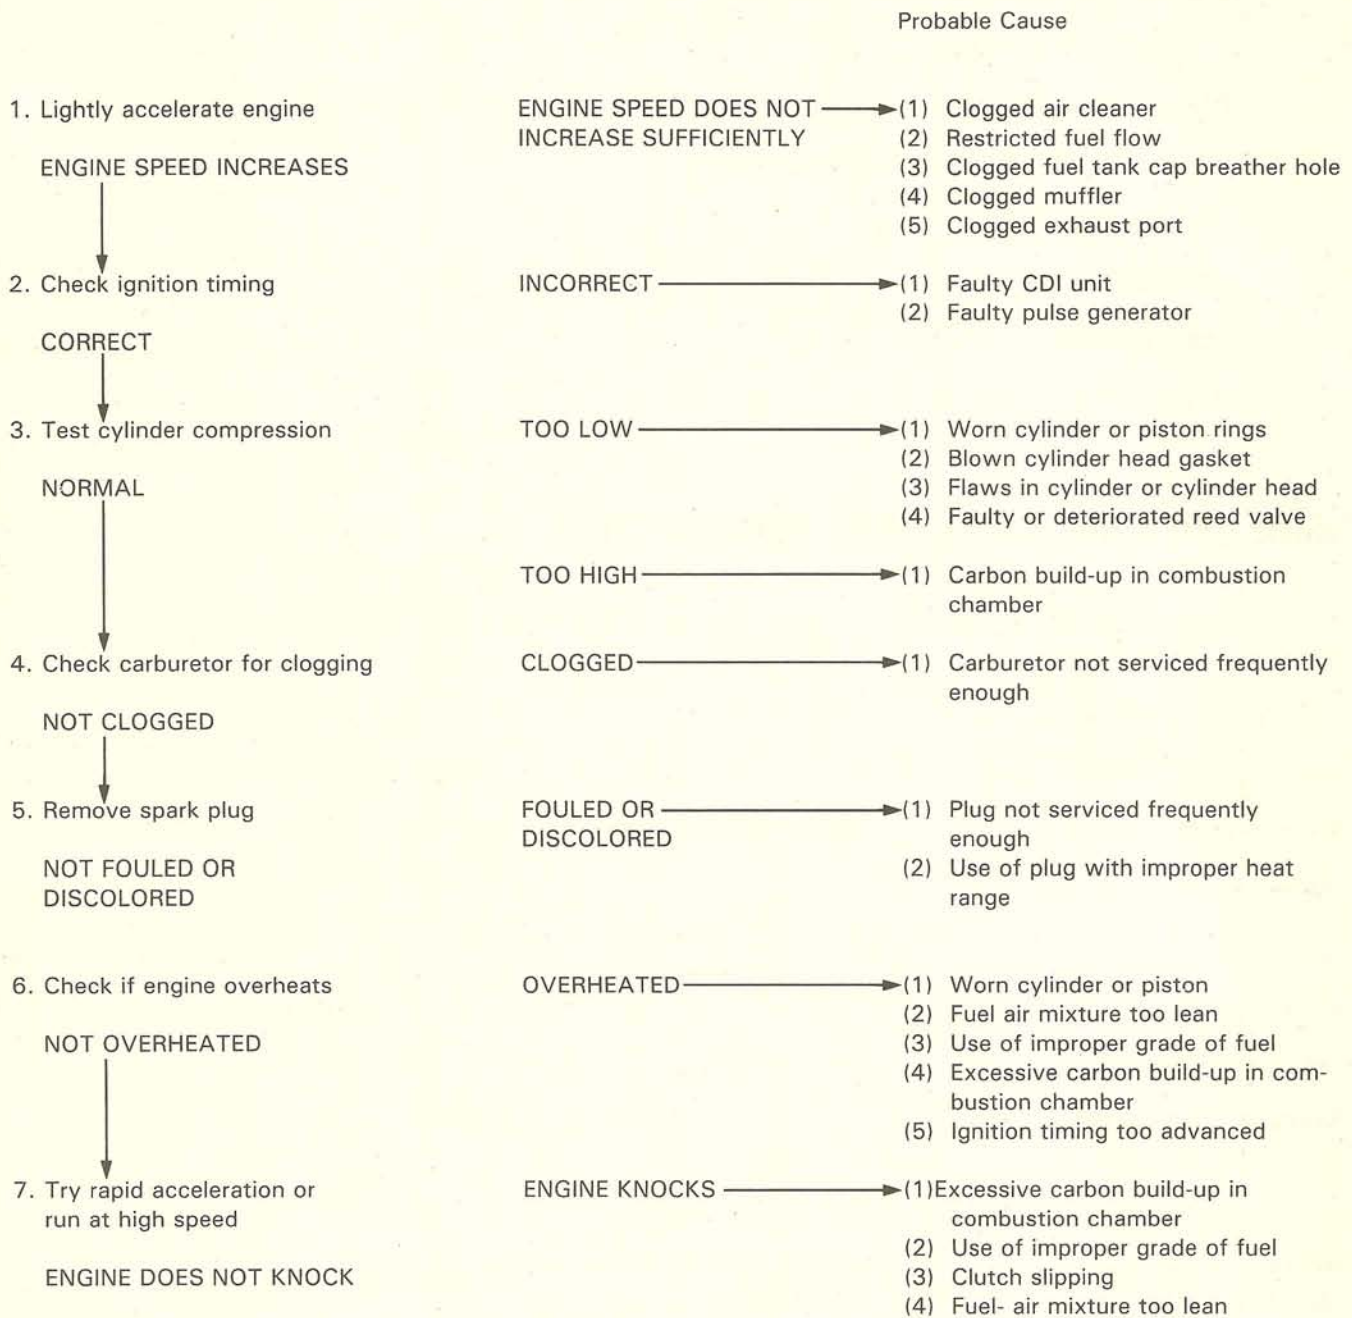 Probable Cause
1. Lightly accelerate engine
ENGINE SPEED INCREASES
ENGINE SPEED DOES NOT
INCREASE SUFFICIENTLY
(1) Clogged air cleaner
(2) Restricted fuel flow
(3) Clogged fuel tank cap breather hole
(4) Clogged muffler
(5) Clogged exhaust port
2. Check ignition timing
CORRECT
INCORRECT
(1) Faulty CDI unit
(2) Faulty pulse generator
3. Test cylinder compression
NORMAL
TOO LOW
(1) Worn cylinder or piston rings
(2) Blown cylinder head gasket
(3) Flaws in cylinder or cylinder head
(4) Faulty or deteriorated reed valve
TOO HIGH
(1) Carbon build-up in combustion
chamber
4. Check carburetor for clogging
NOT CLOGGED
CLOGGED
(1) Carburetor not serviced frequently
enough
5. Remove spark plug
NOT FOULED OR
DISCOLORED
FOULED OR
DISCOLORED
(1) Plug not serviced frequently
enough
(2) Use of plug with improper heat
range
6. Check if engine overheats
NOT OVERHEATED
OVERHEATED
(1) Worn cylinder or piston
(2) Fuel air mixture too lean
(3) Use of improper grade of fuel
(4) Excessive carbon build-up in com-
bustion chamber
(5) Ignition timing too advanced
7. Try rapid acceleration or
run at high speed
ENGINE DOES NOT KNOCK
ENGINE KNOCKS
(1)Excessive carbon build-up in
combustion chamber
(2) Use of improper grade of fuel
(3) Clutch slipping
(4) Fuel- air mixture too lean